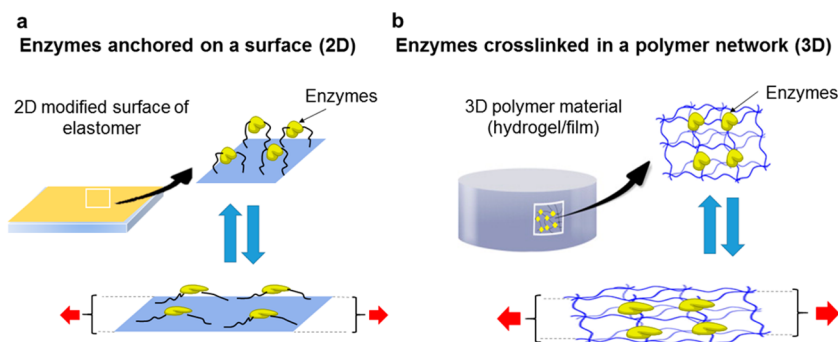 a
Enzymes anchored on a surface (2D)
2D modified surface of
elastomer
Enzymes
b
Enzymes crosslinked in a polymer network (3D)
3D polymer material
(hydrogel/film)
Enzymes